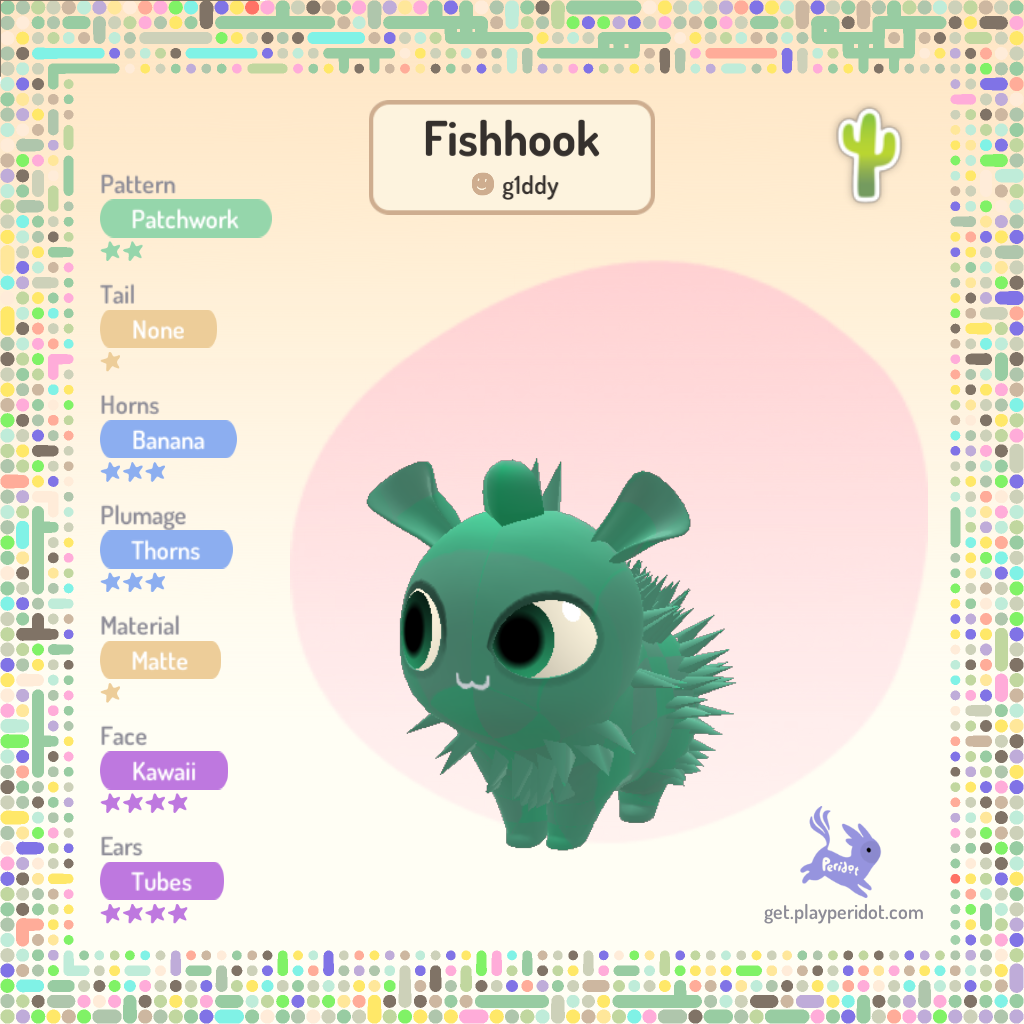 Fishhook
g1ddy
Pattern
Patchwork
Tail
None
Horns
Banana
Plumage
Thorns
Material
Matte
Face
Kawaii
Ears
Tubes
Peridot
get.playperidot.com